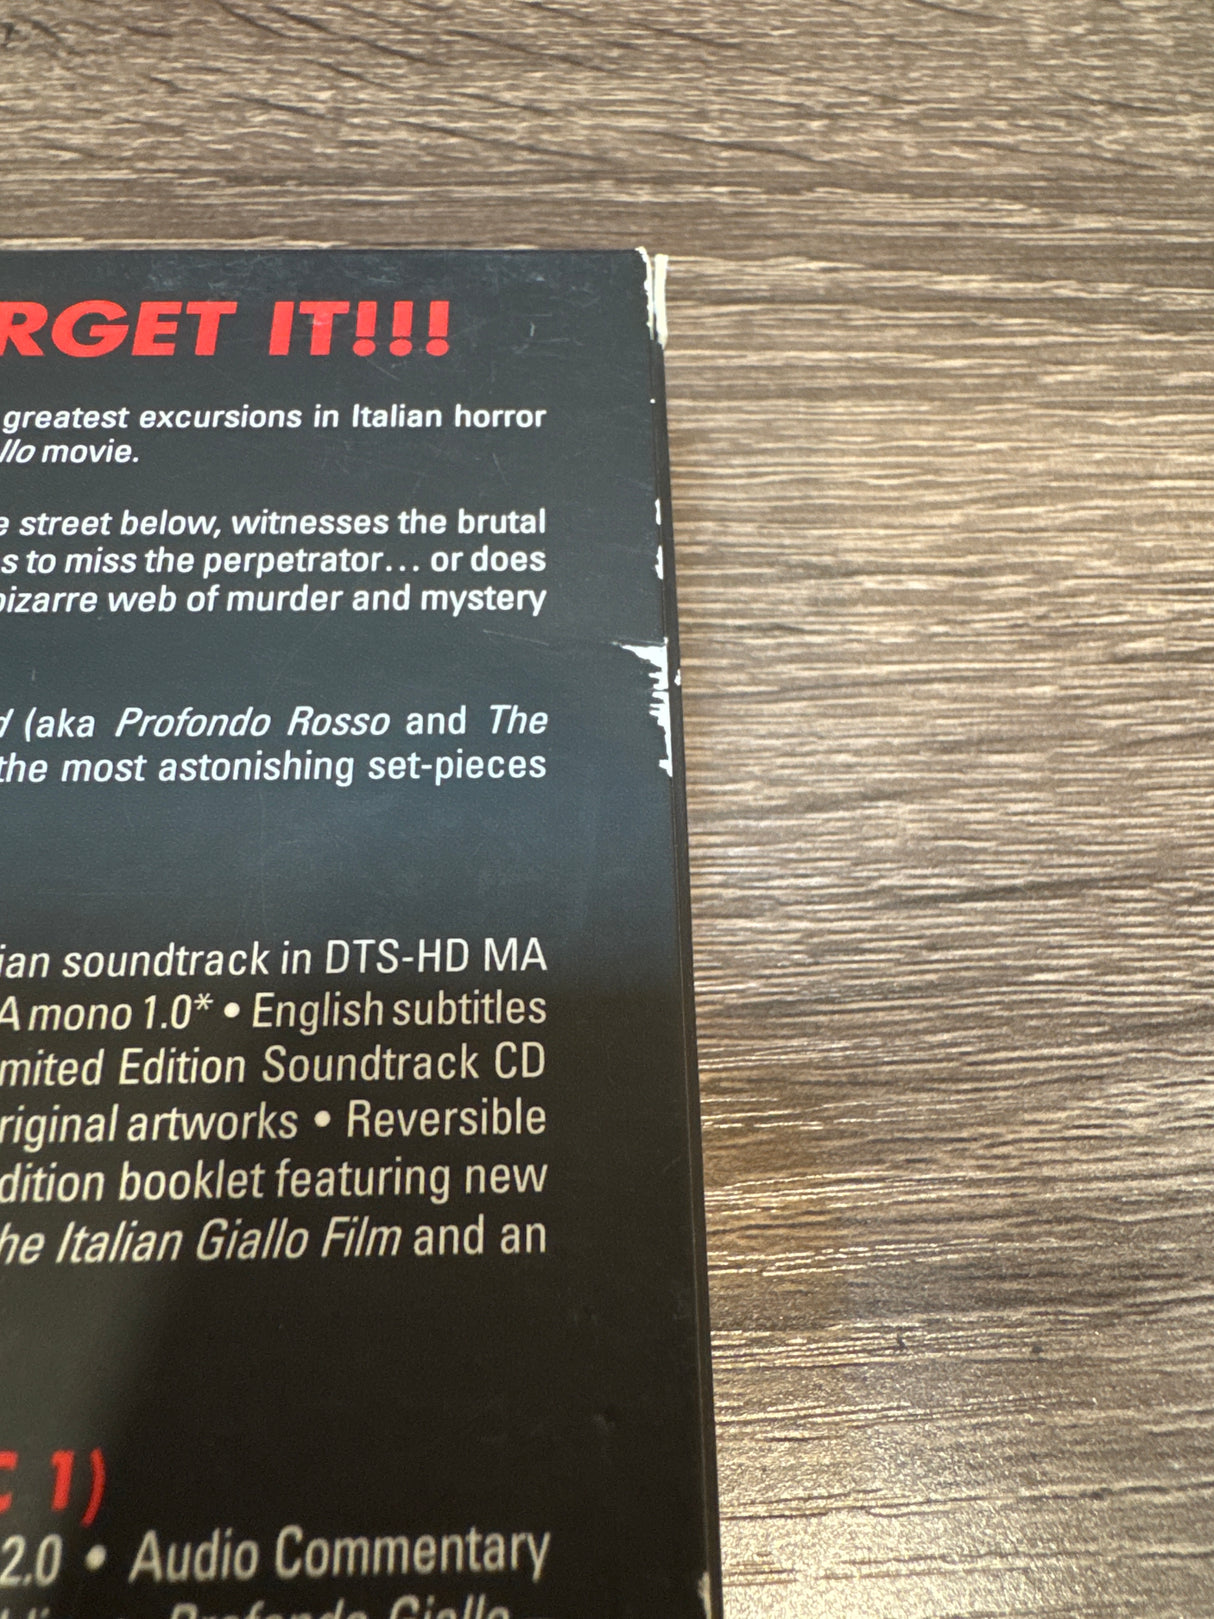 RGET IT!!!
greatest excursions in Italian horror
llo movie.
e street below, witnesses the brutal
s to miss the perpetrator... or does
bizarre web of murder and mystery
d (aka Profondo Rosso and The
the most astonishing set-pieces
ian soundtrack in DTS-HD MA
A mono 1.0* • English subtitles
mited Edition Soundtrack CD
riginal artworks • Reversible
dition booklet featuring new
he Italian Giallo Film and an
C 1)
2.0 • Audio Commentary
Profondo Giallo